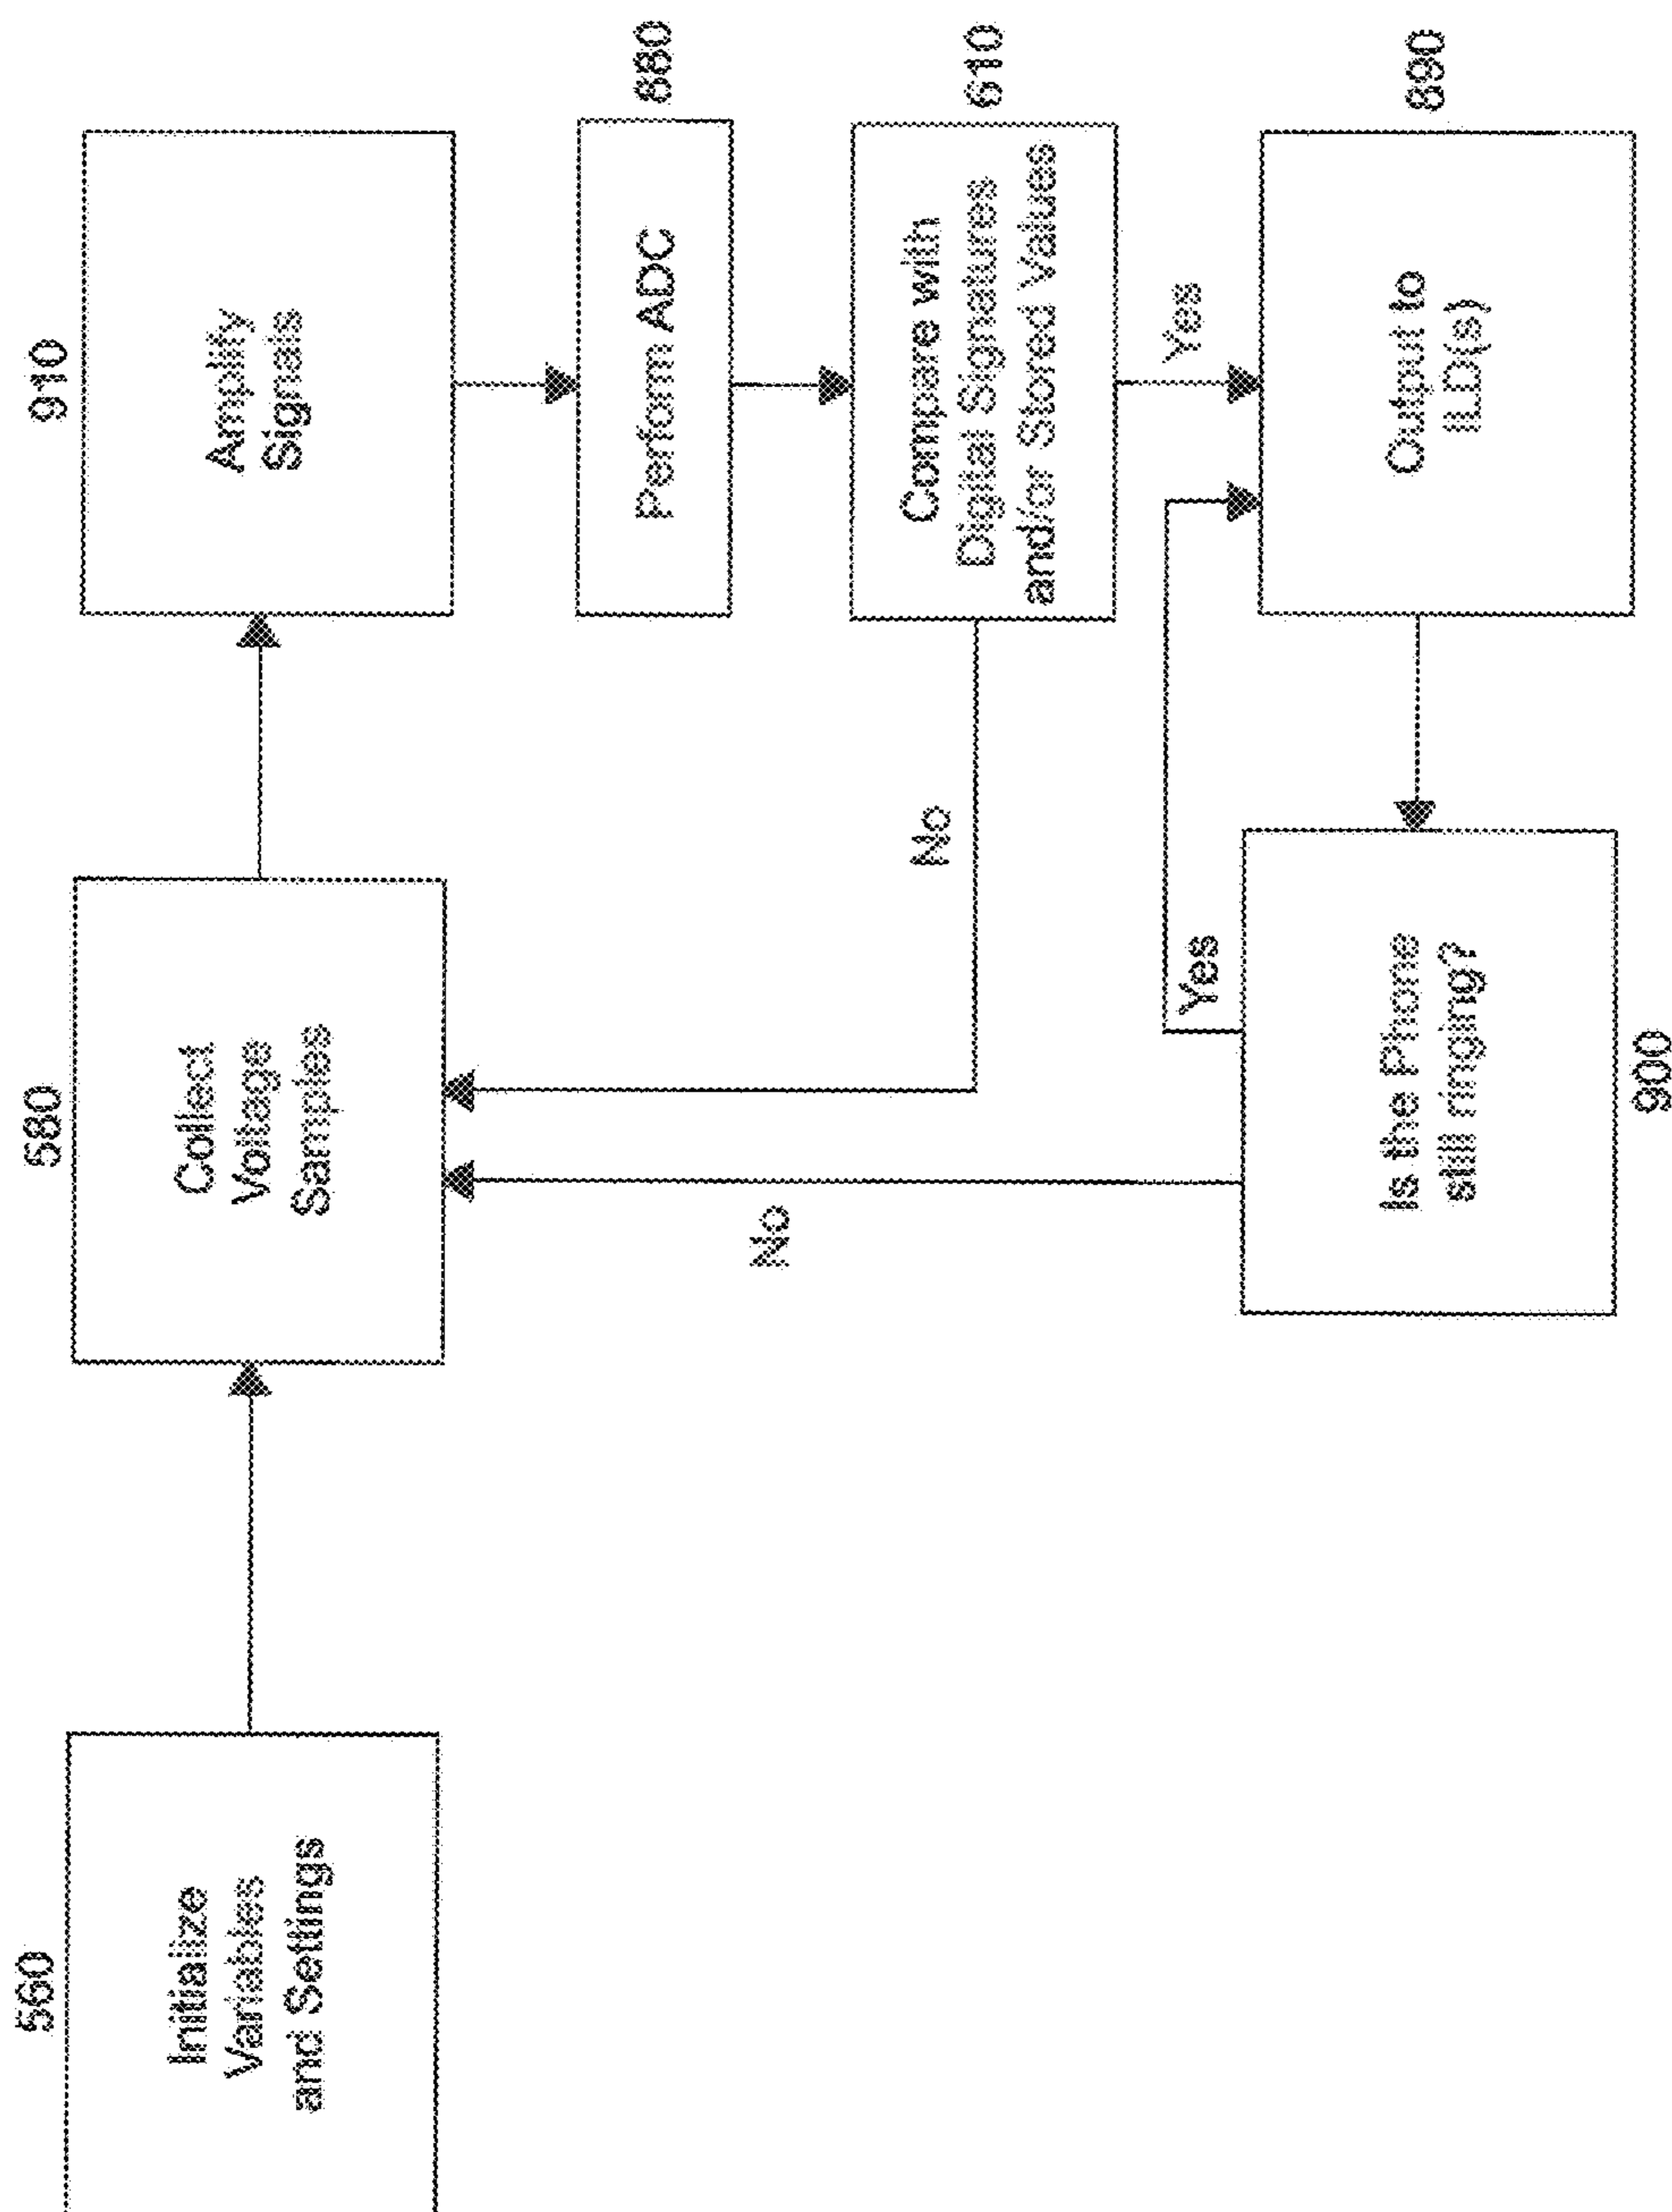 560
Initialize
Variables
and Settings
580
Collect
Voltage
Samples
910
Amplify
Signals
Perform ADC
880
Compare with
Digital Signatures
and/or Stored Values
610
No
Yes
Output to
ILD(s)
890
Is the Phone
still ringing?
900
Yes
No